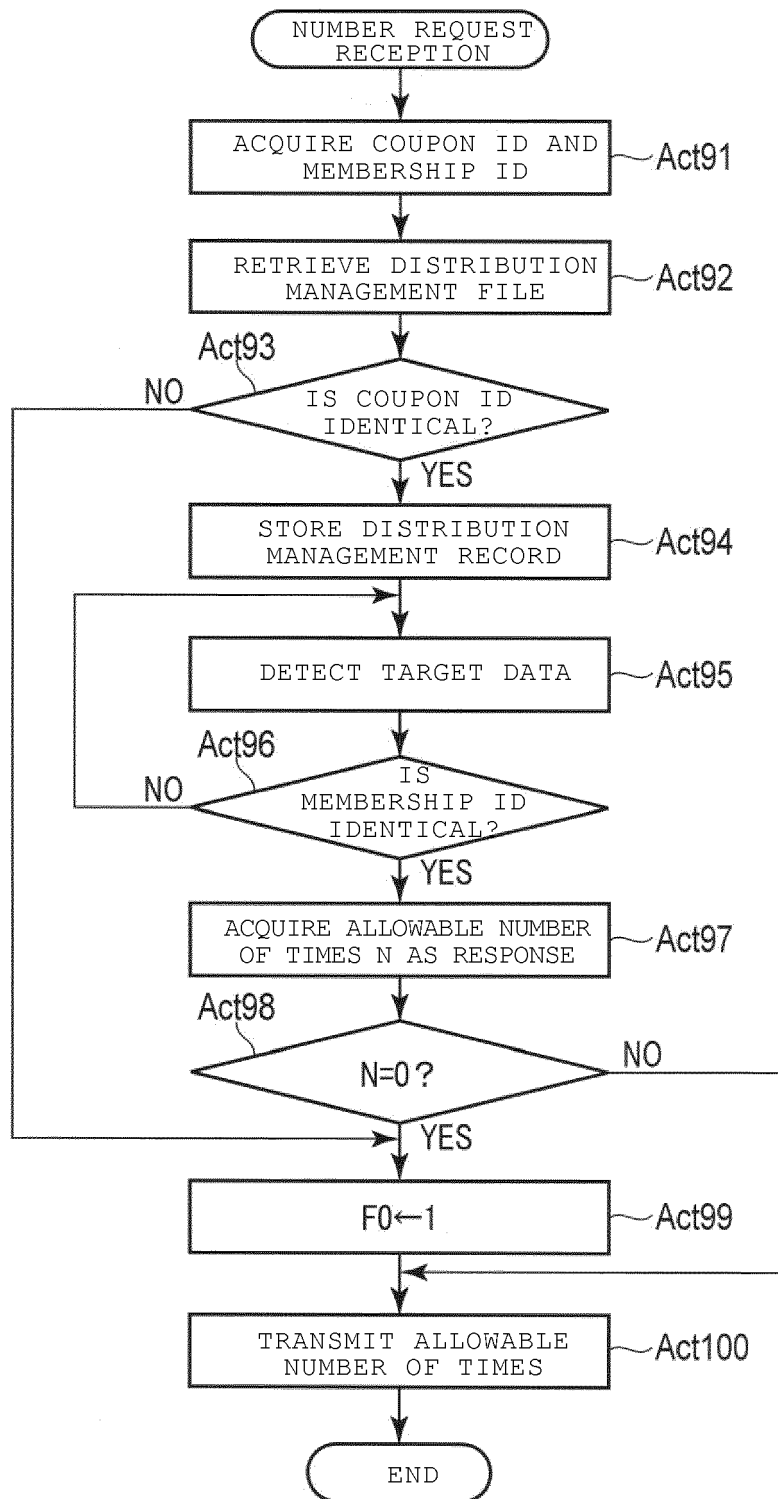 NUMBER REQUEST
RECEPTION
ACQUIRE COUPON ID AND
MEMBERSHIP ID
Act91
RETRIEVE DISTRIBUTION
MANAGEMENT FILE
Act92
Act93
NO
IS COUPON ID
IDENTICAL?
YES
STORE DISTRIBUTION
MANAGEMENT RECORD
Act94
DETECT TARGET DATA
Act95
Act96
NO
IS
MEMBERSHIP ID
IDENTICAL?
YES
ACQUIRE ALLOWABLE NUMBER
OF TIMES N AS RESPONSE
Act97
Act98
N=0?
NO
YES
F0←1
Act99
TRANSMIT ALLOWABLE
NUMBER OF TIMES
Act100
END